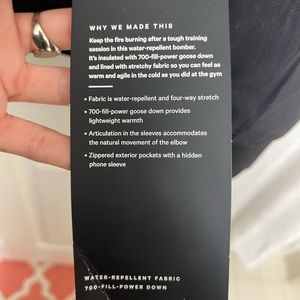 WHY WE MADE THIS
Keep the fire burning after a tough training
session in this water-repellent bomber.
It's insulated with 700-fill-power goose down
and lined with stretchy fabric so you can feel as
warm and agile in the cold as you did at the gym
• Fabric is water-repellent and four-way stretch
• 700-fill-power goose down provides
lightweight warmth
• Articulation in the sleeves accommodates
the natural movement of the elbow
• Zippered exterior pockets with a hidden
phone sleeve
WATER-REPELLENT FABRIC
700-FILL-POWER DOWN